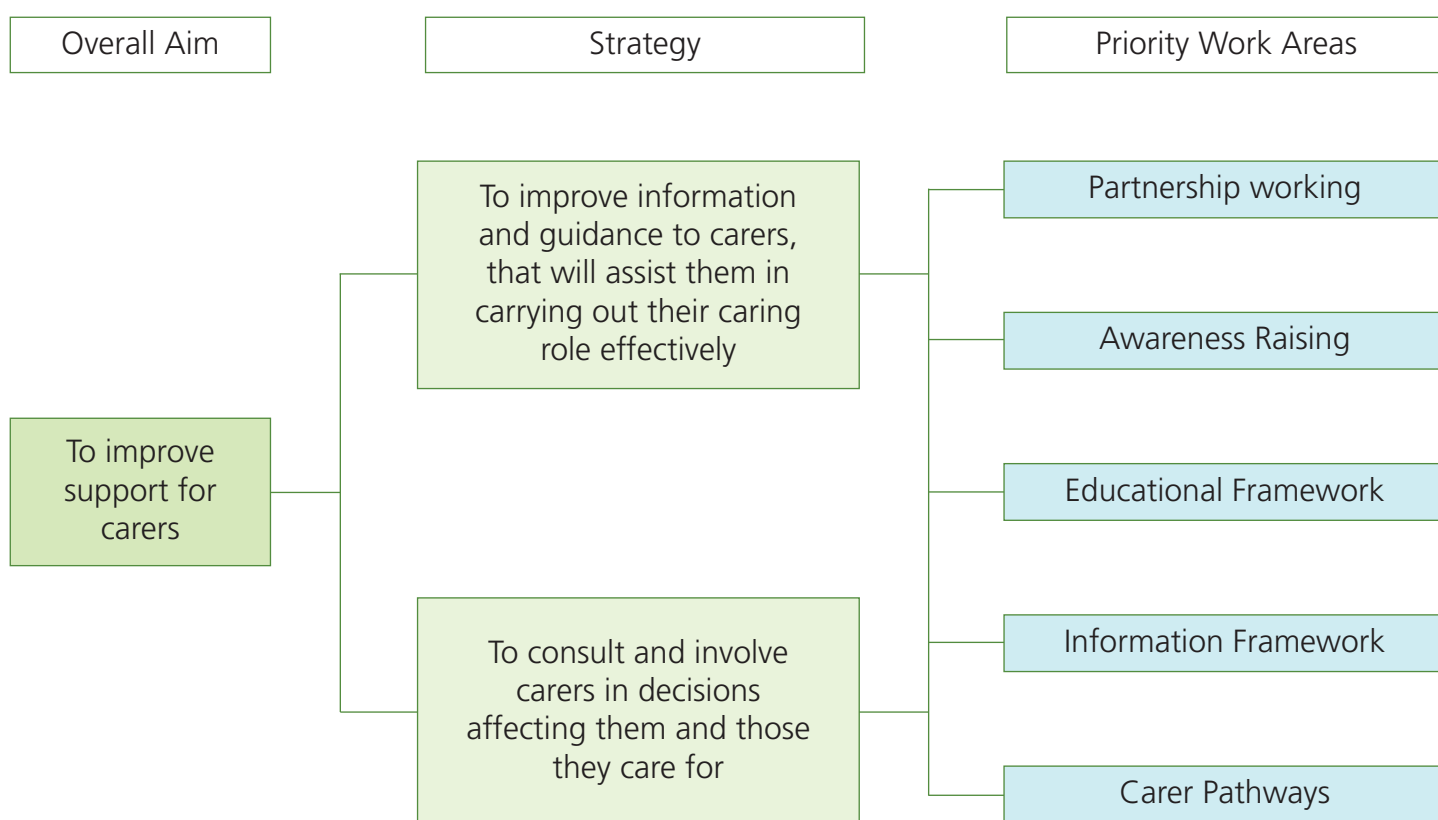 Overall Aim
Strategy
Priority Work Areas
To improve
support for
carers
To improve information
and guidance to carers,
that will assist them in
carrying out their caring
role effectively
To consult and involve
carers in decisions
affecting them and those
they care for
Partnership working
Awareness Raising
Educational Framework
Information Framework
Carer Pathways